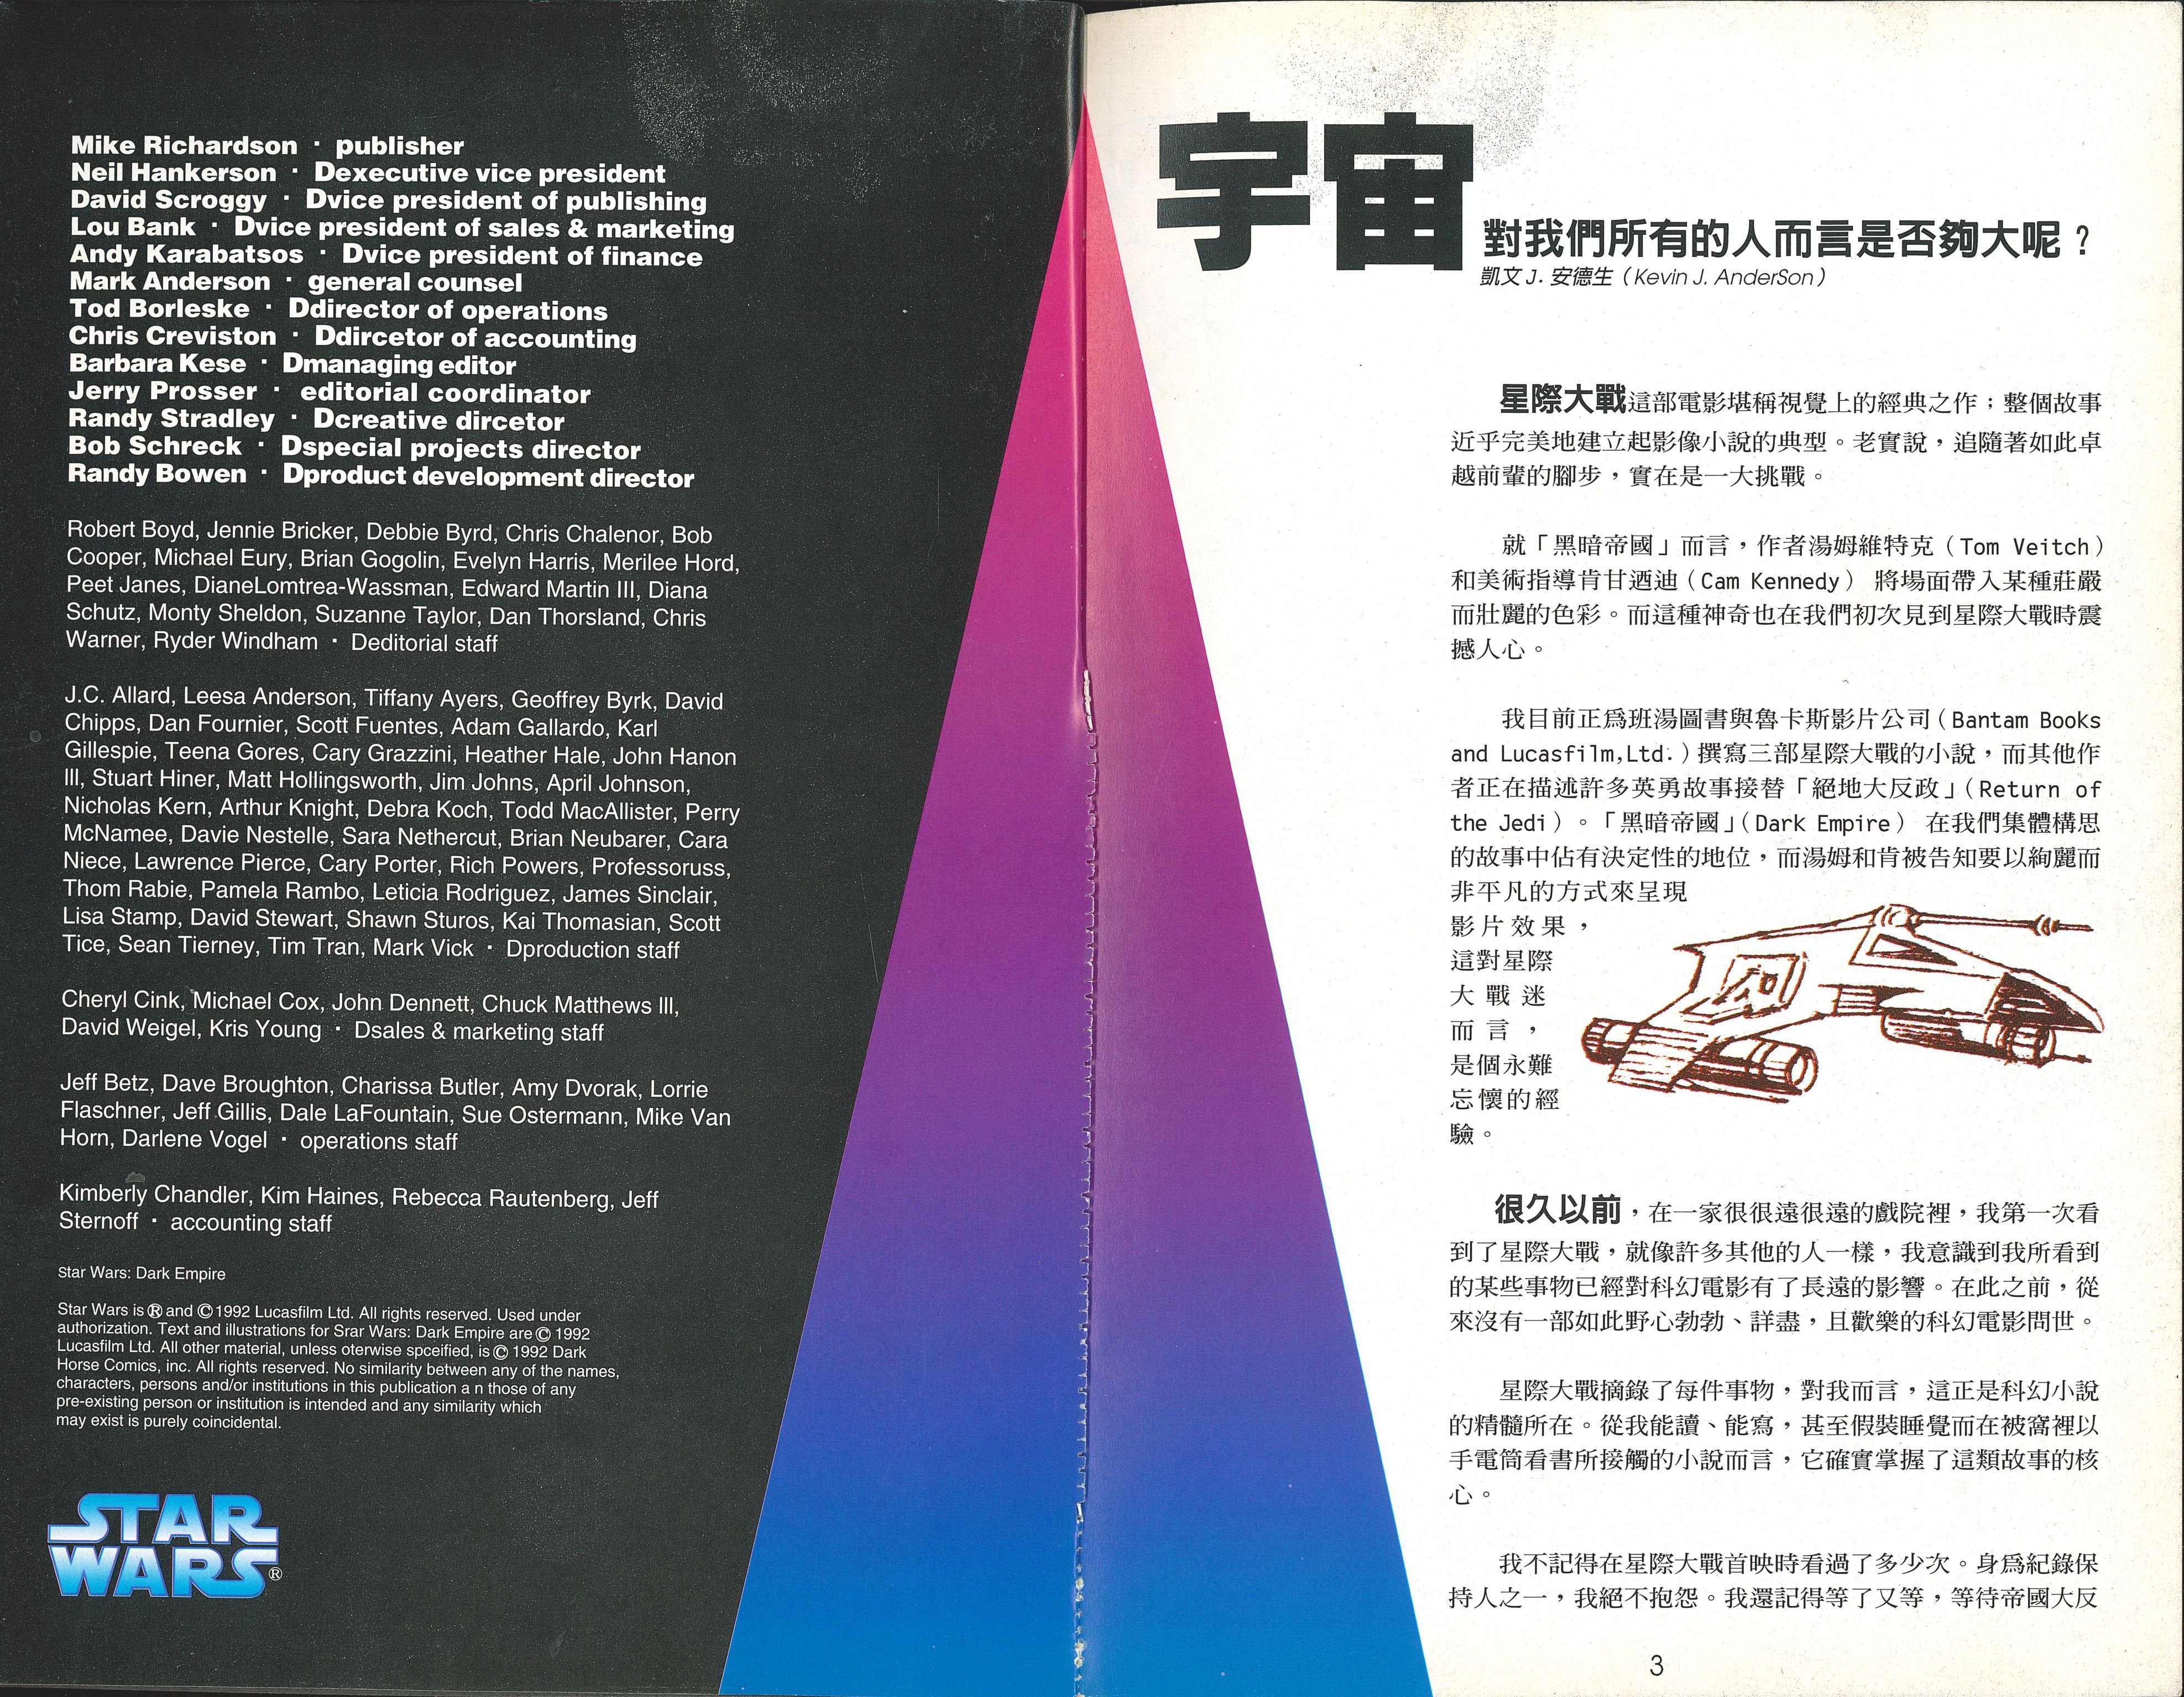 Mike Richardson · publisher
Neil Hankerson · Dexecutive vice president
David Scroggy · Dvice president of publishing
Lou Bank · Dvice president of sales & marketing
Andy Karabatsos · Dvice president of finance
Mark Anderson · general counsel
Tod Borleske · Ddirector of operations
Chris Creviston · Ddircetor of accounting
Barbara Kese · Dmanaging editor
Jerry Prosser · editorial coordinator
Randy Stradley · Dcreative dircetor
Bob Schreck · Dspecial projects director
Randy Bowen · Dproduct development director
Robert Boyd, Jennie Bricker, Debbie Byrd, Chris Chalenor, Bob
Cooper, Michael Eury, Brian Gogolin, Evelyn Harris, Merilee Hord,
Peet Janes, DianeLomtrea-Wassman, Edward Martin III, Diana
Schutz, Monty Sheldon, Suzanne Taylor, Dan Thorsland, Chris
Warner, Ryder Windham · Deditorial staff
J.C. Allard, Leesa Anderson, Tiffany Ayers, Geoffrey Byrk, David
Chipps, Dan Fournier, Scott Fuentes, Adam Gallardo, Karl
Gillespie, Teena Gores, Cary Grazzini, Heather Hale, John Hanon
III, Stuart Hiner, Matt Hollingsworth, Jim Johns, April Johnson,
Nicholas Kern, Arthur Knight, Debra Koch, Todd MacAllister, Perry
McNamee, Davie Nestelle, Sara Nethercut, Brian Neubarer, Cara
Niece, Lawrence Pierce, Cary Porter, Rich Powers, Professoruss,
Thom Rabie, Pamela Rambo, Leticia Rodriguez, James Sinclair,
Lisa Stamp, David Stewart, Shawn Sturos, Kai Thomasian, Scott
Tice, Sean Tierney, Tim Tran, Mark Vick · Dproduction staff
Cheryl Cink, Michael Cox, John Dennett, Chuck Matthews III,
David Weigel, Kris Young · Dsales & marketing staff
Jeff Betz, Dave Broughton, Charissa Butler, Amy Dvorak, Lorrie
Flaschner, Jeff Gillis, Dale LaFountain, Sue Ostermann, Mike Van
Horn, Darlene Vogel · operations staff
Kimberly Chandler, Kim Haines, Rebecca Rautenberg, Jeff
Sternoff · accounting staff
Star Wars: Dark Empire
Star Wars is ® and ©1992 Lucasfilm Ltd. All rights reserved. Used under
authorization. Text and illustrations for Srar Wars: Dark Empire are © 1992
Lucasfilm Ltd. All other material, unless oterwise spceified, is © 1992 Dark
Horse Comics, inc. All rights reserved. No similarity between any of the names,
characters, persons and/or institutions in this publication a n those of any
pre-existing person or institution is intended and any similarity which
may exist is purely coincidental.
STAR
WARS®
宇宙
對我們所有的人而言是否夠大呢？
凱文 J. 安德生（Kevin J. AnderSon）
星際大戰這部電影堪稱視覺上的經典之作；整個故事
近乎完美地建立起影像小說的典型。老實說，追隨著如此卓
越前輩的腳步，實在是一大挑戰。
就「黑暗帝國」而言，作者湯姆維特克（Tom Veitch）
和美術指導肯甘迺迪（Cam Kennedy） 將場面帶入某種莊嚴
而壯麗的色彩。而這種神奇也在我們初次見到星際大戰時震
撼人心。
我目前正為班湯圖書與魯卡斯影片公司（Bantam Books
and Lucasfilm,Ltd.）撰寫三部星際大戰的小說，而其他作
者正在描述許多英勇故事接替「絕地大反政」（Return of
the Jedi）。「黑暗帝國」（Dark Empire） 在我們集體構思
的故事中佔有決定性的地位，而湯姆和肯被告知要以絢麗而
非平凡的方式來呈現
影片效果，
這對星際
大戰迷
而言，
是個永難
忘懷的經
驗。
很久以前，在一家很很遠很遠的戲院裡，我第一次看
到了星際大戰，就像許多其他的人一樣，我意識到我所看到
的某些事物已經對科幻電影有了長遠的影響。在此之前，從
來沒有一部如此野心勃勃、詳盡，且歡樂的科幻電影問世。
星際大戰摘錄了每件事物，對我而言，這正是科幻小說
的精髓所在。從我能讀、能寫，甚至假裝睡覺而在被窩裡以
手電筒看書所接觸的小說而言，它確實掌握了這類故事的核
心。
我不記得在星際大戰首映時看過了多少次。身為紀錄保
持人之一，我絕不抱怨。我還記得等了又等，等待帝國大反
3